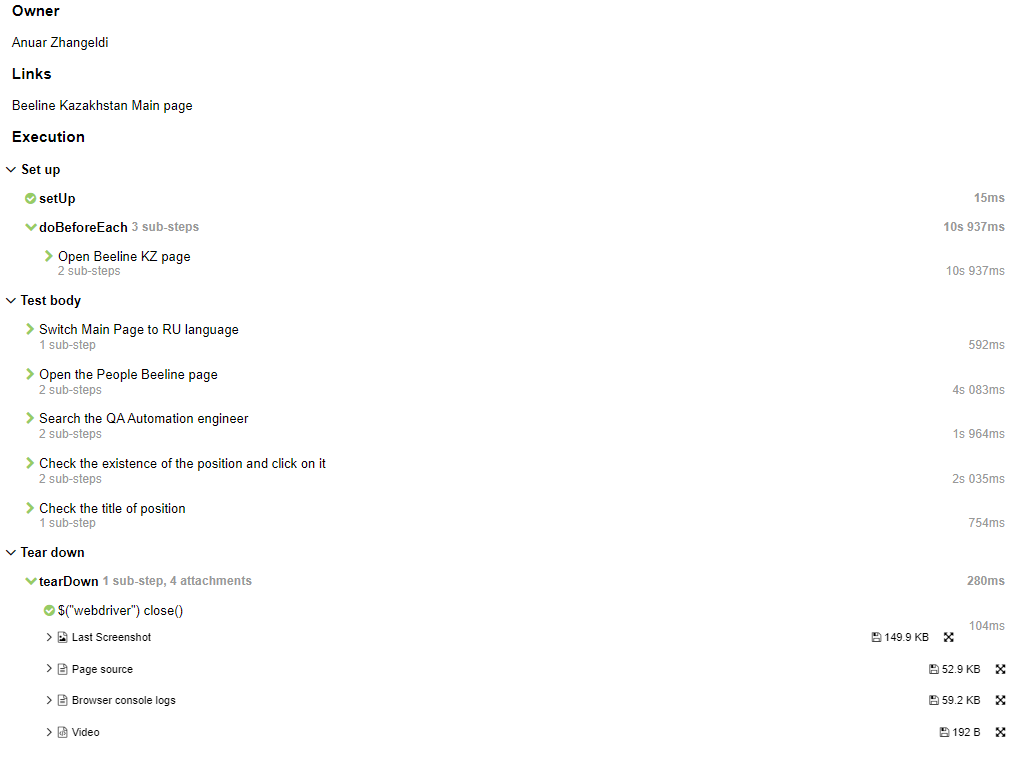 Owner
Anuar Zhangeldi
Links
Beeline Kazakhstan Main page
Execution
Set up
setUp 15ms
doBeforeEach 3 sub-steps 10s 937ms
Open Beeline KZ page
2 sub-steps 10s 937ms
Test body
Switch Main Page to RU language
1 sub-step 592ms
Open the People Beeline page
2 sub-steps 4s 083ms
Search the QA Automation engineer
2 sub-steps 1s 964ms
Check the existence of the position and click on it
2 sub-steps 2s 035ms
Check the title of position
1 sub-step 754ms
Tear down
tearDown 1 sub-step, 4 attachments 280ms
$("webdriver") close()
104ms
Last Screenshot 149.9 KB
Page source 52.9 KB
Browser console logs 59.2 KB
Video 192 B